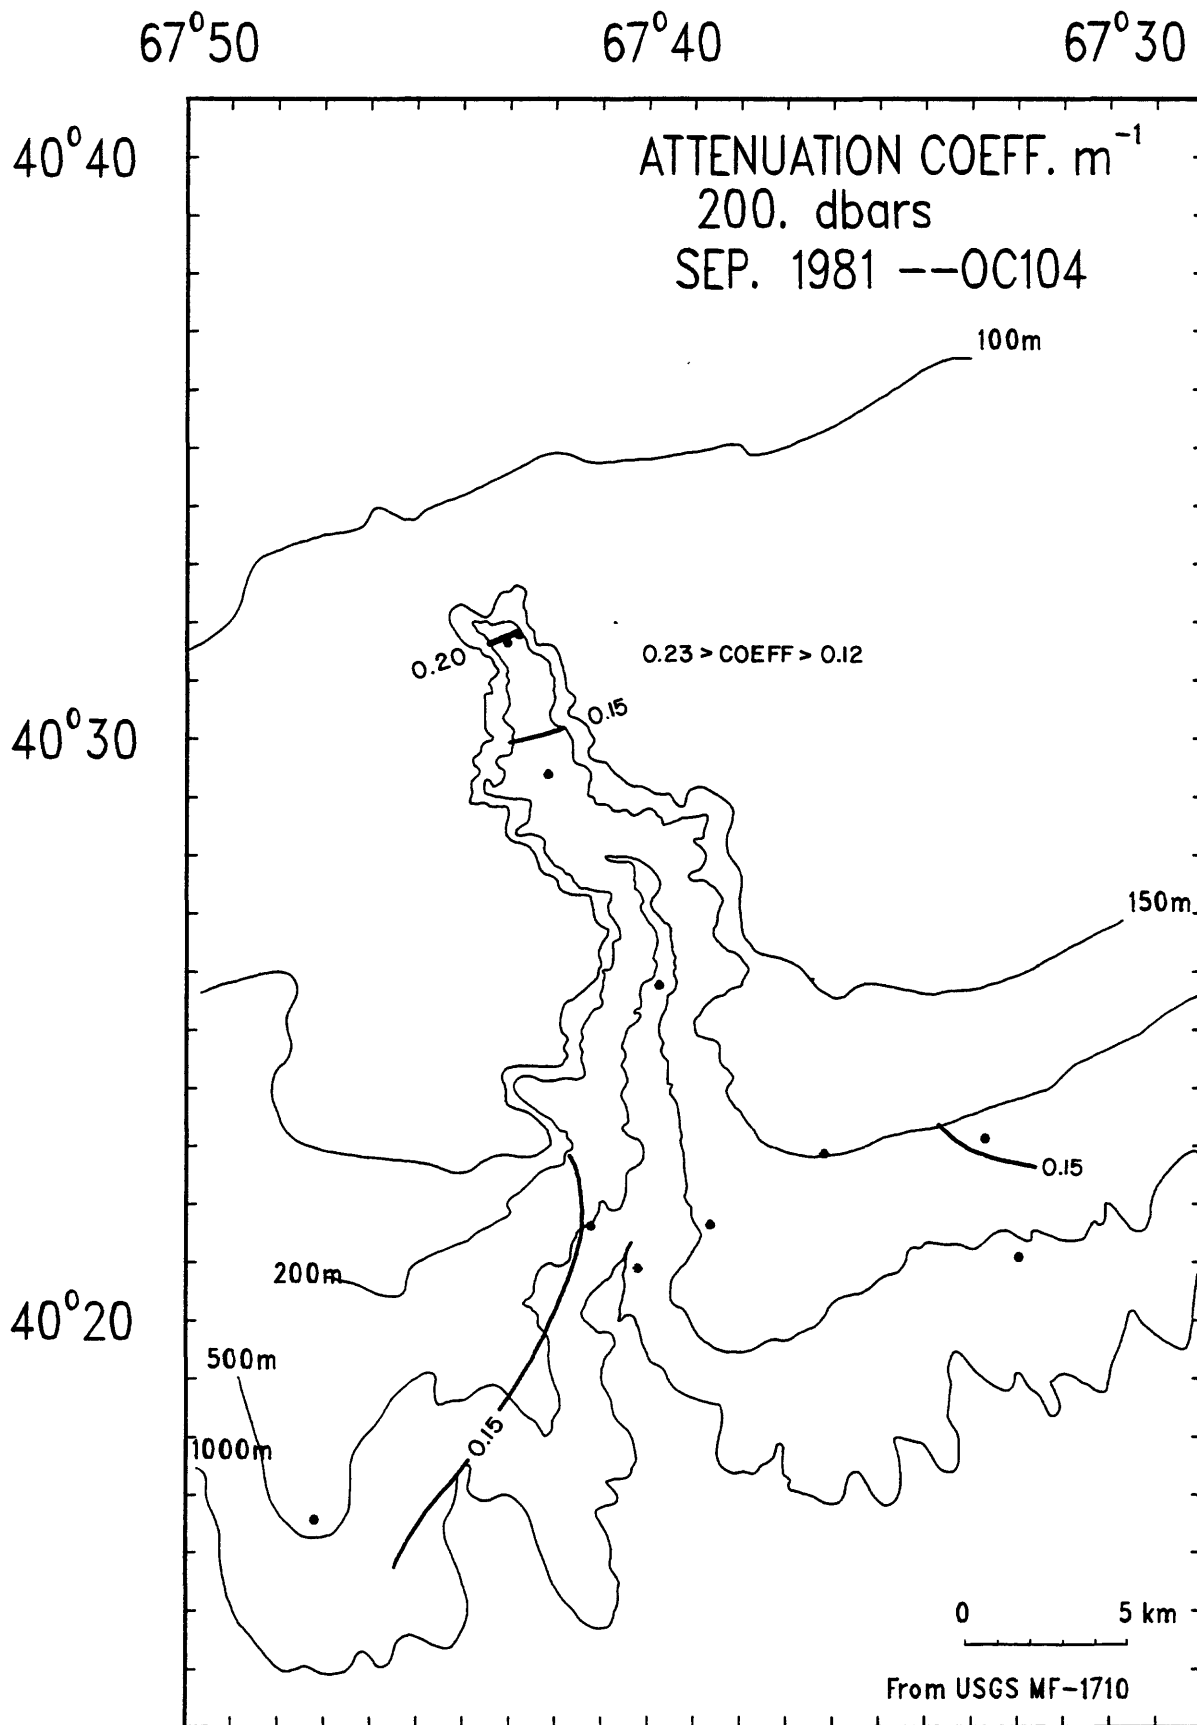 67°50 67°40 67°30
40°40
ATTENUATION COEFF. m⁻¹
200. dbars
SEP. 1981 --OC104
100m
0.20
0.23 > COEFF > 0.12
0.15
40°30
150m
0.15
200m
40°20
500m
0.15
1000m
0 5 km
From USGS MF-1710